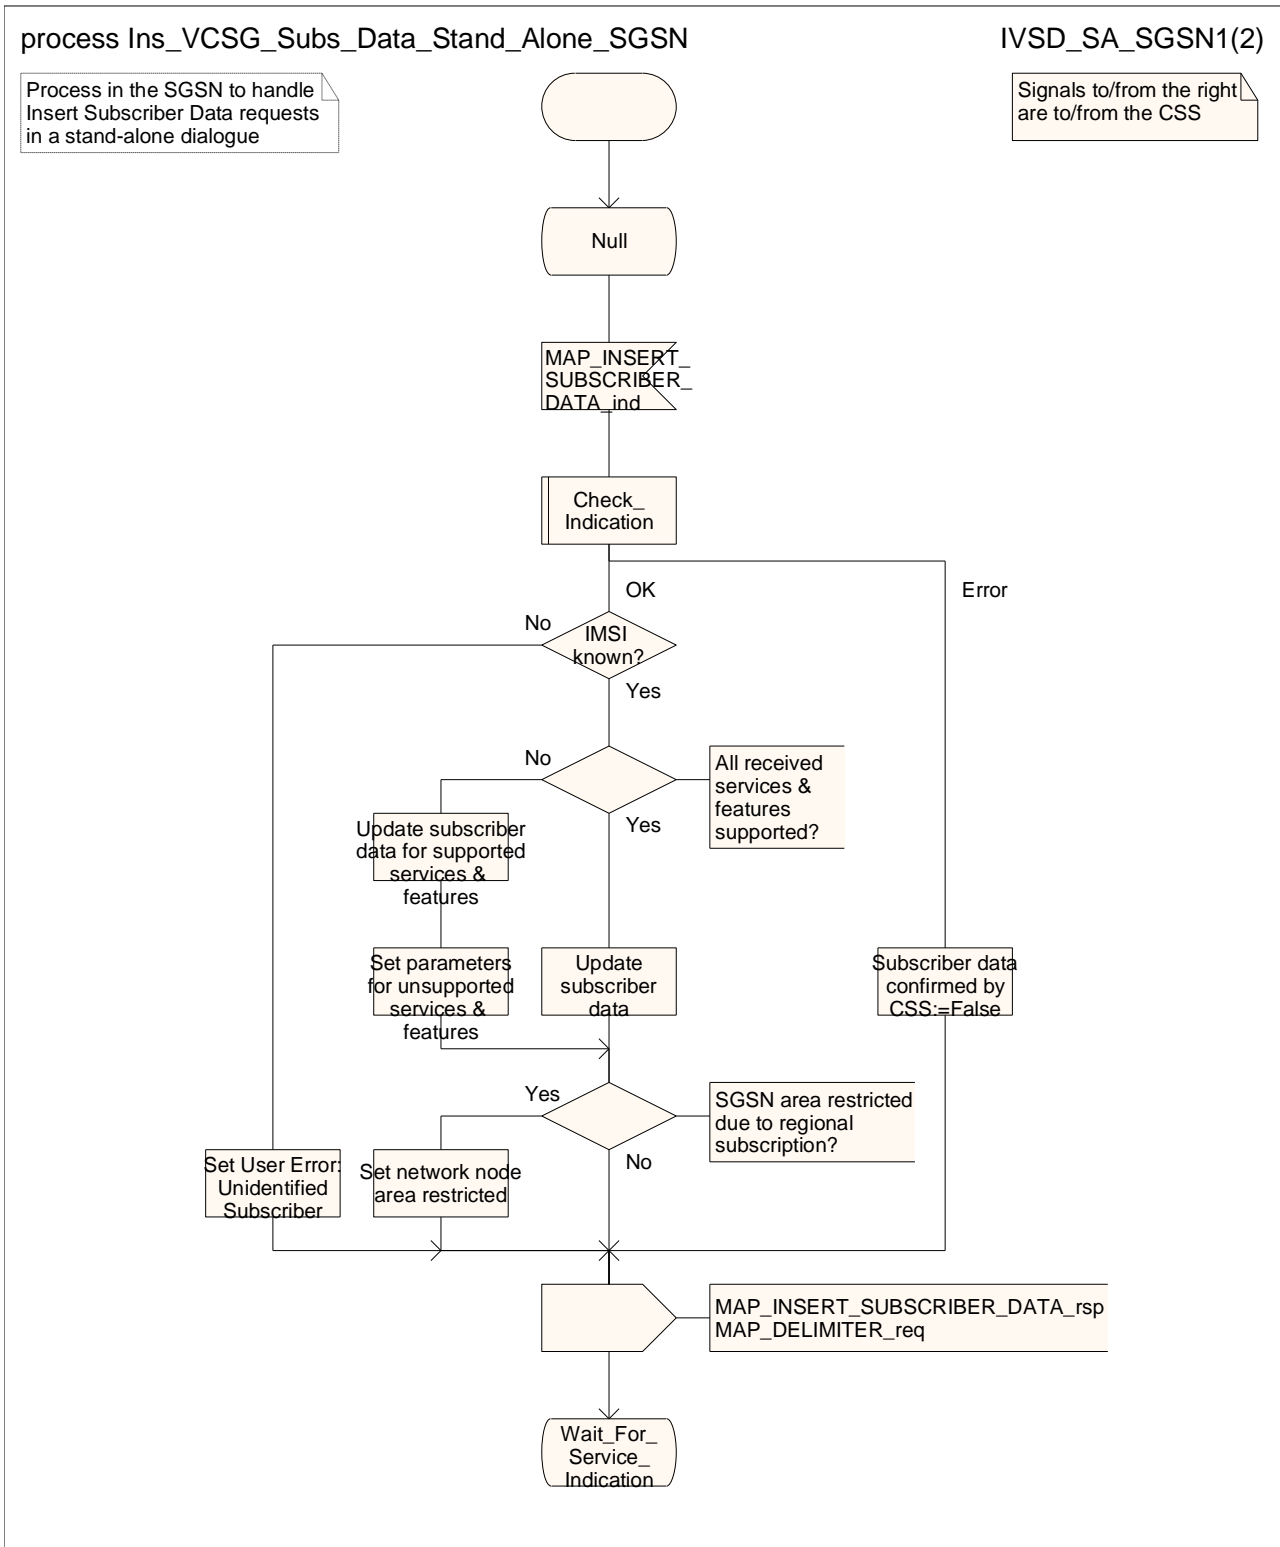 process Ins_VCSG_Subs_Data_Stand_Alone_SGSN
IVSD_SA_SGSN1(2)
Process in the SGSN to handle
Insert Subscriber Data requests
in a stand-alone dialogue
Signals to/from the right
are to/from the CSS
Null
MAP_INSERT_
SUBSCRIBER_
DATA_ind
Check_
Indication
OK
Error
No
IMSI
known?
Yes
No
All received
services &
features
supported?
Yes
Update subscriber
data for supported
services &
features
Set parameters
for unsupported
services &
features
Update
subscriber
data
Subscriber data
confirmed by
CSS:=False
Yes
SGSN area restricted
due to regional
subscription?
No
Set User Error:
Unidentified
Subscriber
Set network node
area restricted
MAP_INSERT_SUBSCRIBER_DATA_rsp
MAP_DELIMITER_req
Wait_For_
Service_
Indication